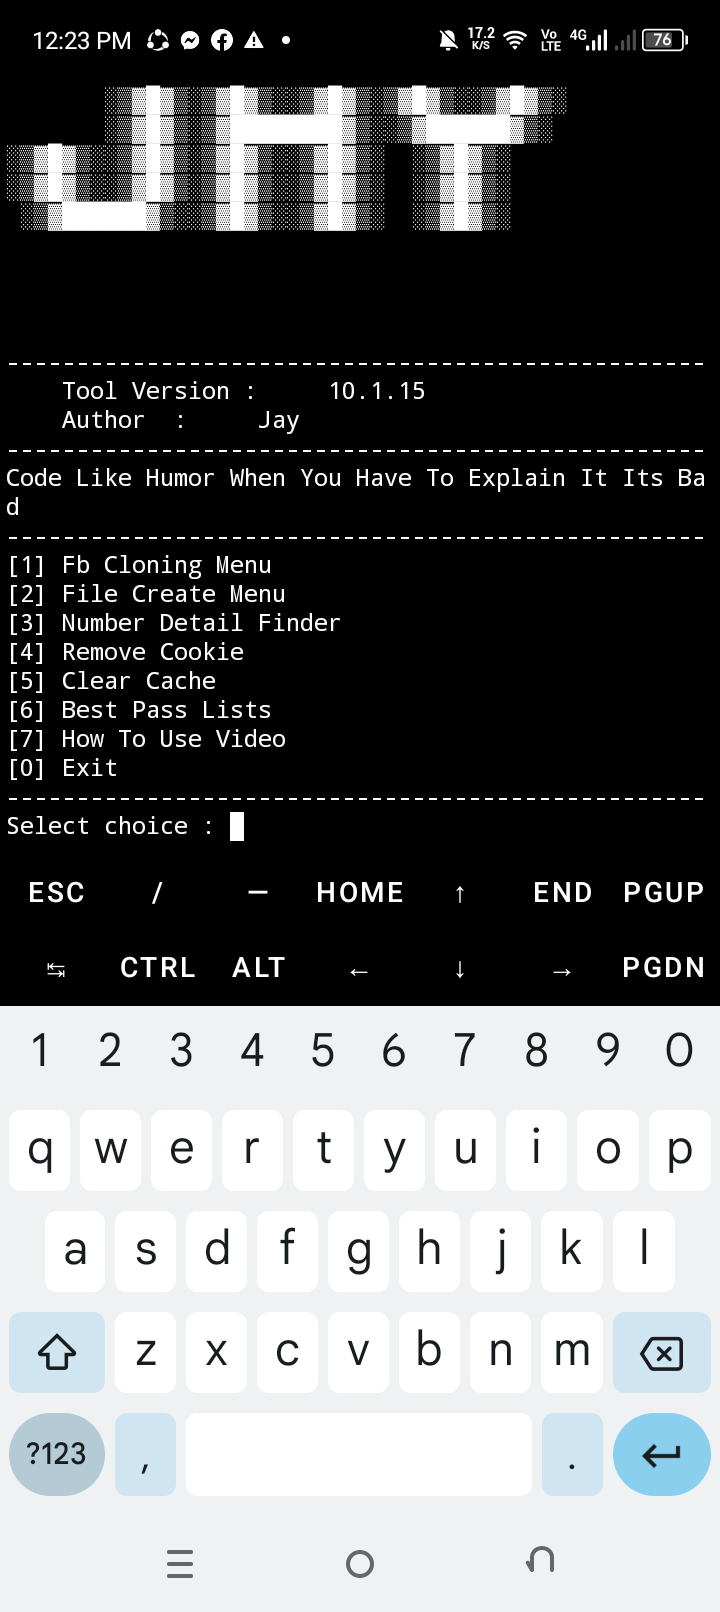 12:23 PM 17.2 K/S Vo LTE 4G 76
JAY
Tool Version : 10.1.15
Author : Jay
Code Like Humor When You Have To Explain It Its Ba
d
[1] Fb Cloning Menu
[2] File Create Menu
[3] Number Detail Finder
[4] Remove Cookie
[5] Clear Cache
[6] Best Pass Lists
[7] How To Use Video
[0] Exit
Select choice :
ESC / — HOME ↑ END PGUP
↹ CTRL ALT ← ↓ → PGDN
1 2 3 4 5 6 7 8 9 0
q w e r t y u i o p
a s d f g h j k l
z x c v b n m
?123 , .